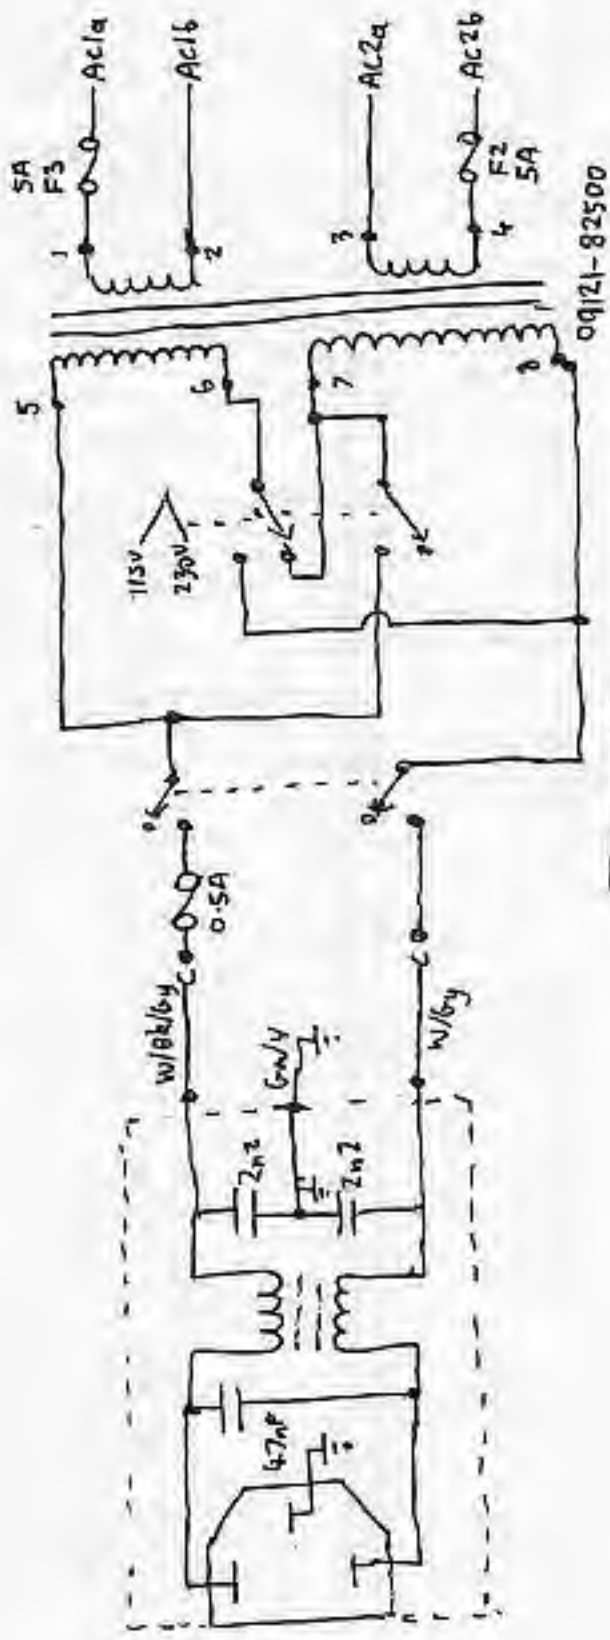 47nF
2n2
2n2
W/Bk/Gy
Gn/Y
W/Gy
0.5A
115V
230V
5
6
7
8
1
2
3
4
5A
F3
F2
5A
AC1a
AC1b
AC2a
AC2b
09121-82500